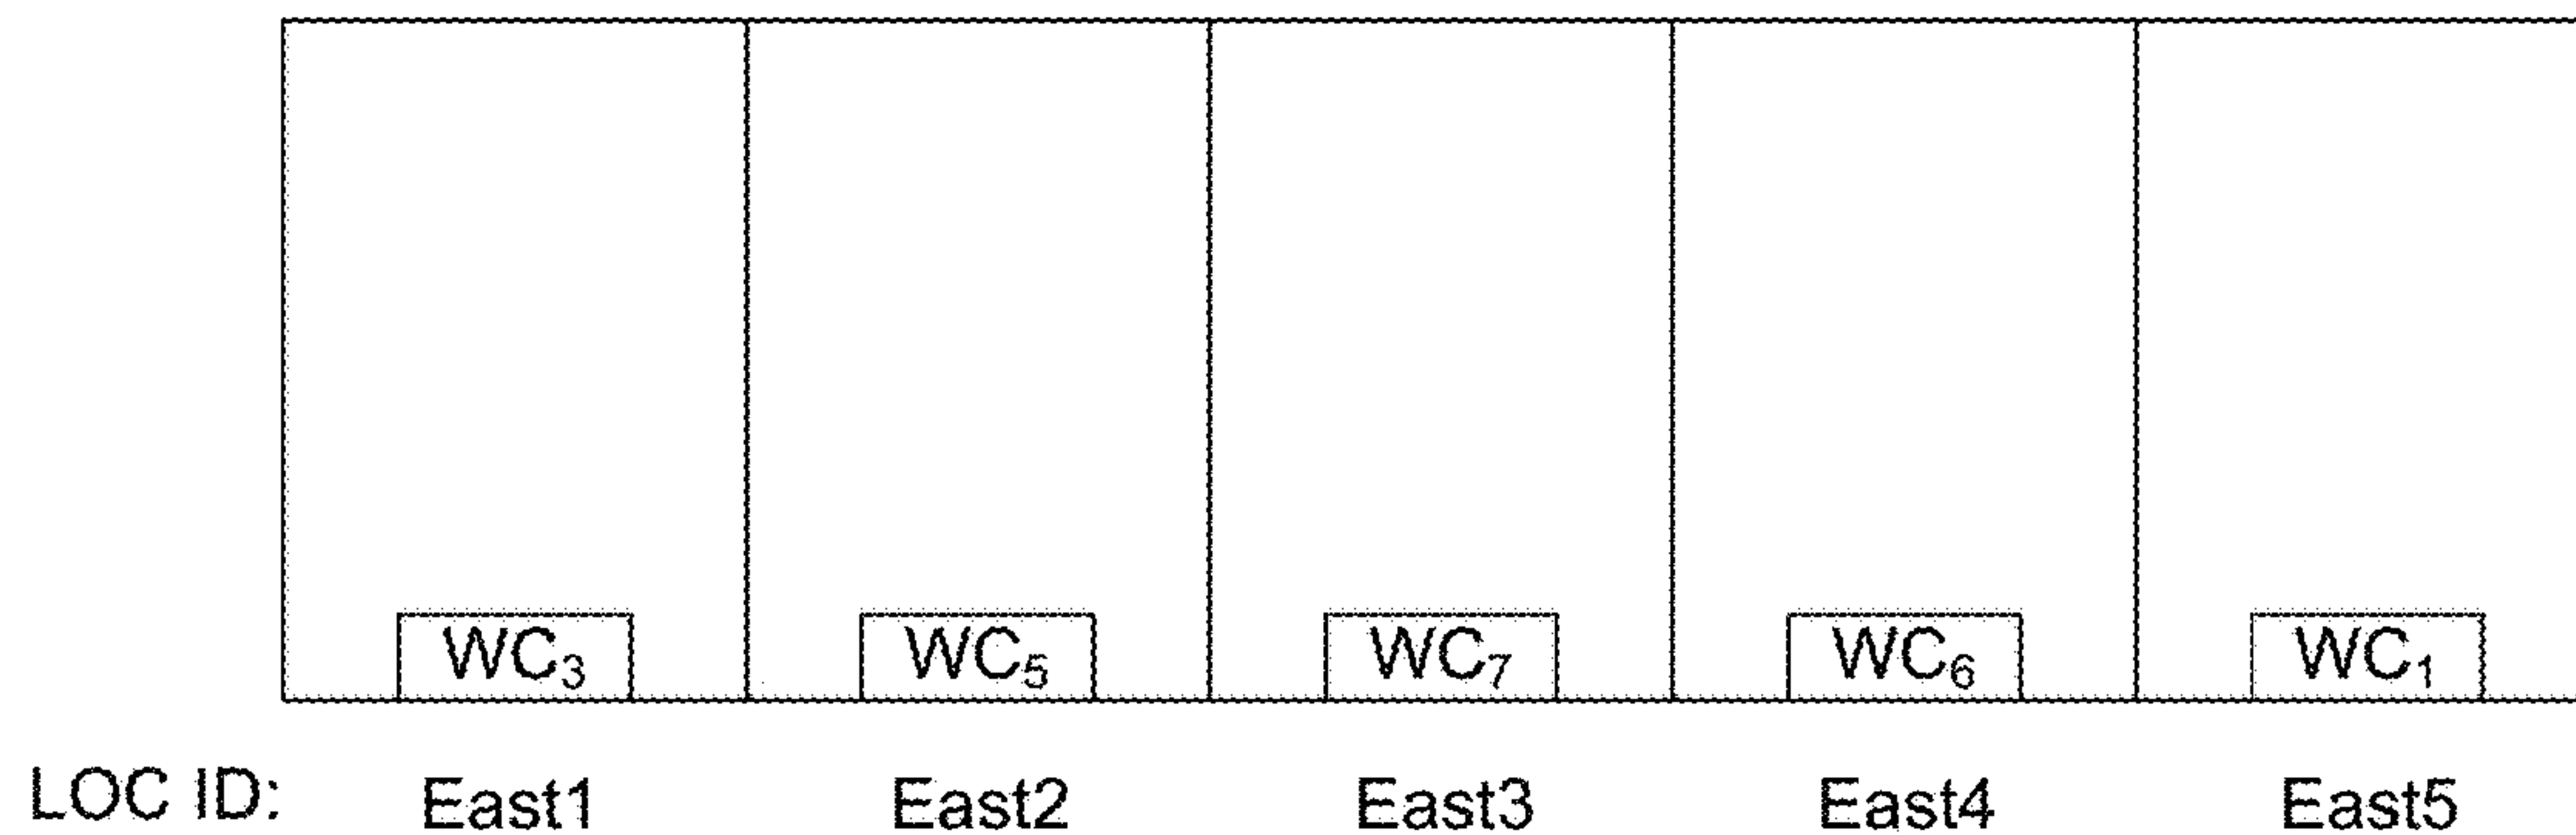 WC₃ WC₅ WC₇ WC₆ WC₁
LOC ID: East1 East2 East3 East4 East5